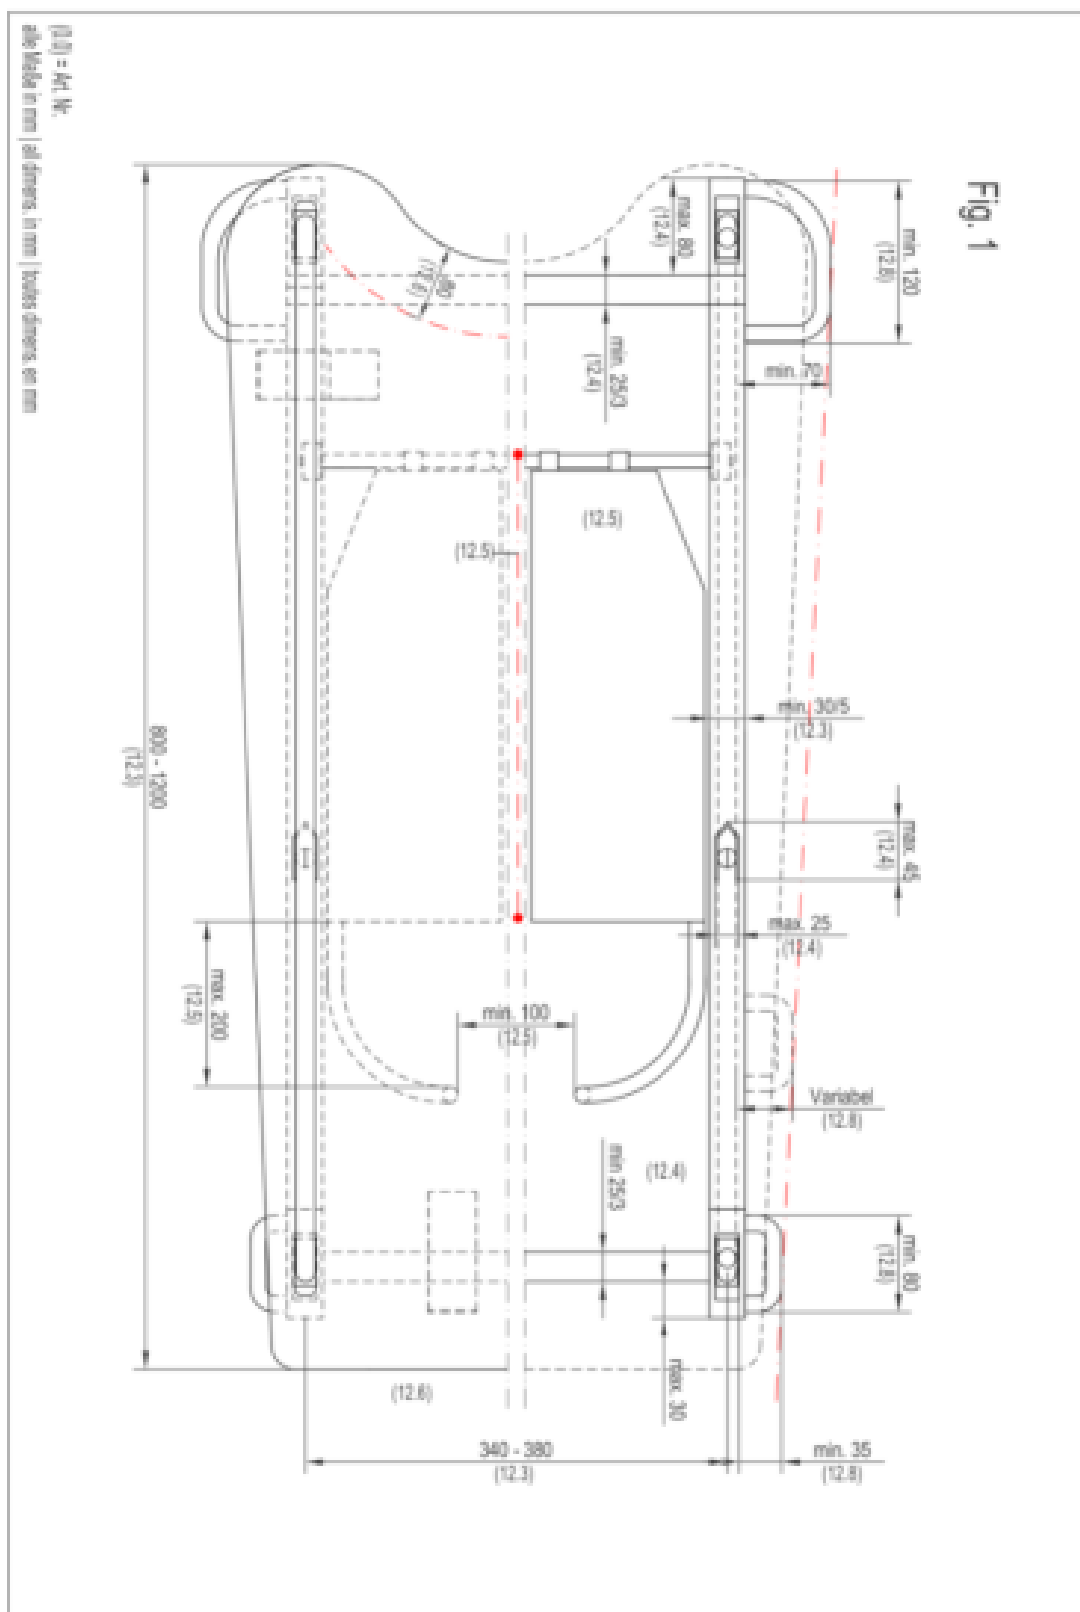 Fig. 1
min. 120
(12.8)
max. 80
(12.4)
80
min. 25/3
(12.4)
min. 70
(12.5)
(12.5)
min. 30/5
(12.3)
800 - 1200
(12.3)
max. 45
(12.4)
max. 25
(12.4)
max. 200
(12.5)
min. 100
(12.5)
Variabel
(12.8)
(12.4)
min.25/3
min. 80
(12.8)
max. 30
(12.6)
340 - 380
(12.3)
min. 35
(12.8)
= Art. Nr.
alle Maße in mm | all dimens. in mm | toutes dimens. en mm